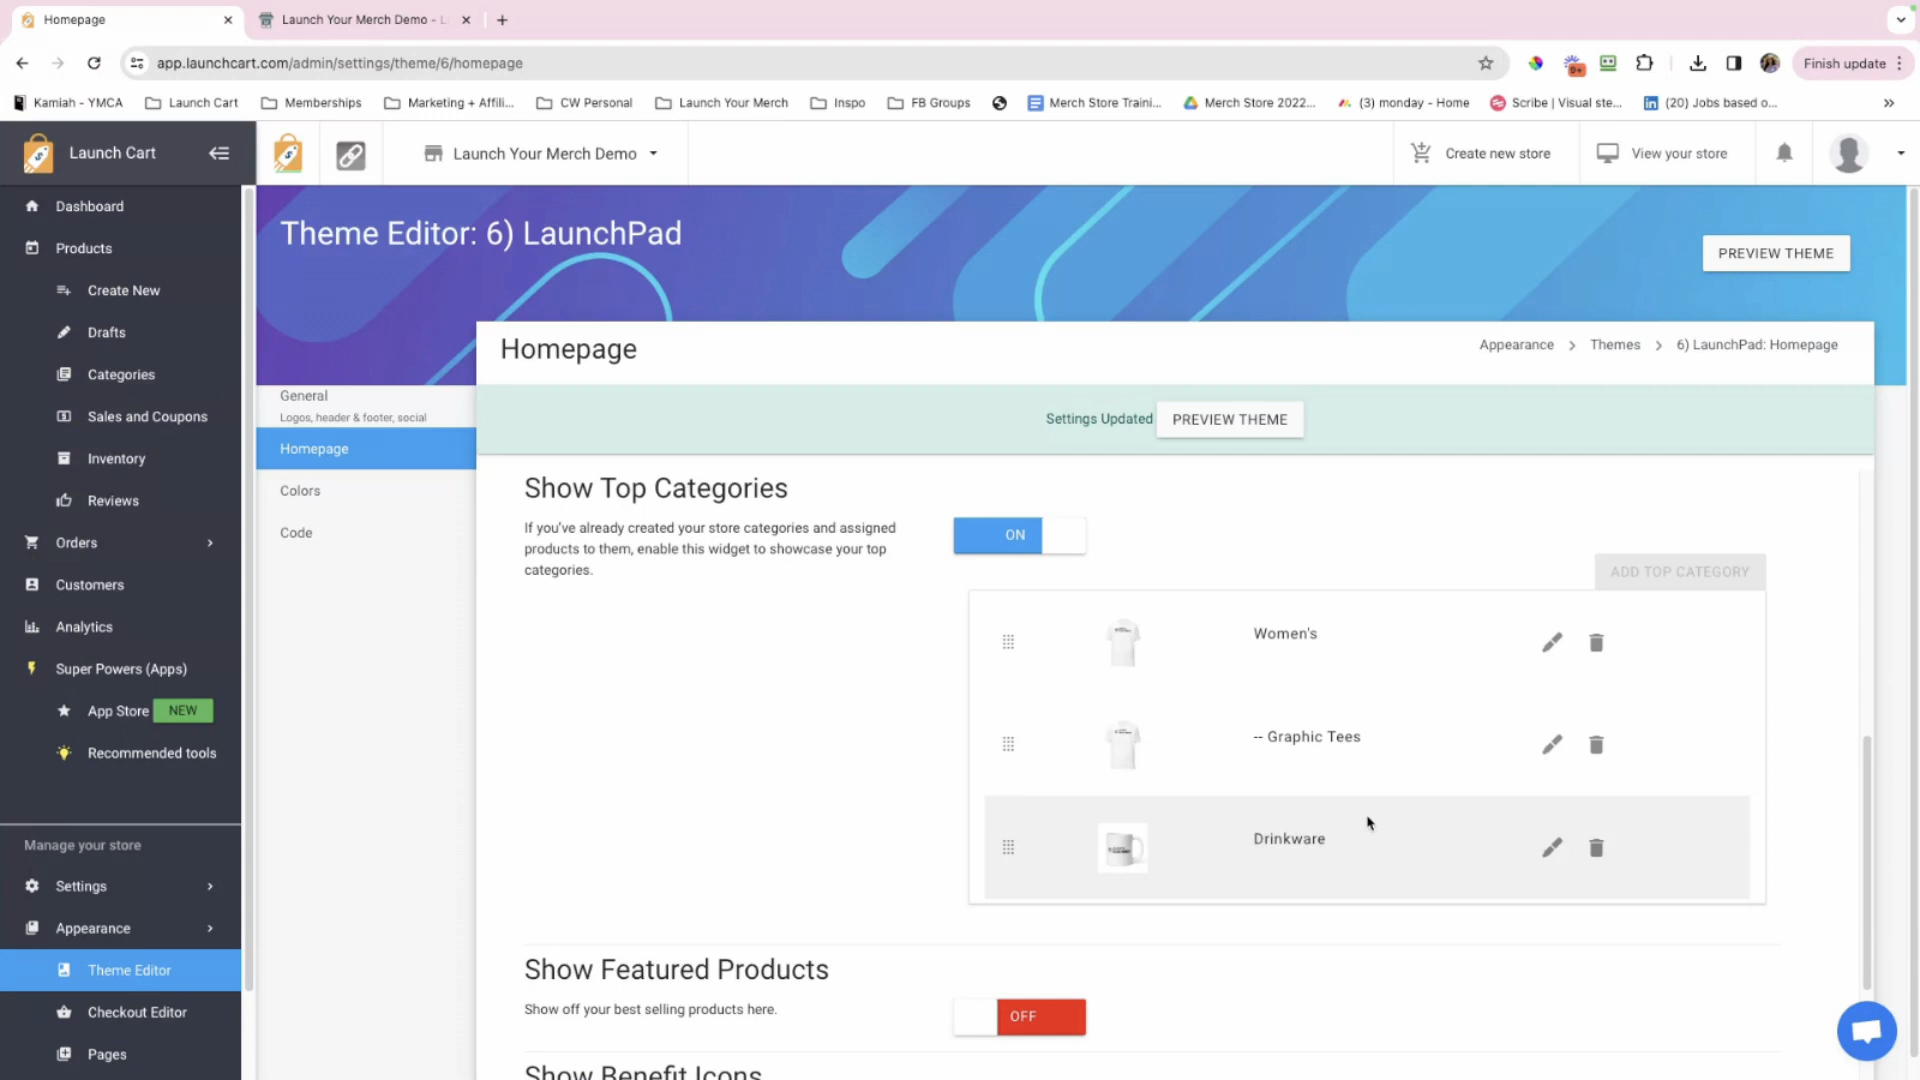 Homepage
Launch Your Merch Demo - L
app.launchcart.com/admin/settings/theme/6/homepage
9+
Finish update
Kamiah - YMCA
Launch Cart
Memberships
Marketing + Affili...
CW Personal
Launch Your Merch
Inspo
FB Groups
Merch Store Traini...
Merch Store 2022...
(3) monday - Home
Scribe | Visual ste...
(20) Jobs based o...
Launch Cart
Launch Your Merch Demo
Create new store
View your store
Dashboard
Products
Create New
Drafts
Categories
Sales and Coupons
Inventory
Reviews
Orders
Customers
Analytics
Super Powers (Apps)
App Store NEW
Recommended tools
Manage your store
Settings
Appearance
Theme Editor
Checkout Editor
Pages
Theme Editor: 6) LaunchPad
PREVIEW THEME
General
Logos, header & footer, social
Homepage
Colors
Code
Homepage
Appearance > Themes > 6) LaunchPad: Homepage
Settings Updated PREVIEW THEME
Show Top Categories
If you've already created your store categories and assigned
products to them, enable this widget to showcase your top
categories.
ON
ADD TOP CATEGORY
Women's
-- Graphic Tees
Drinkware
Show Featured Products
Show off your best selling products here.
OFF
Show Benefit Icons